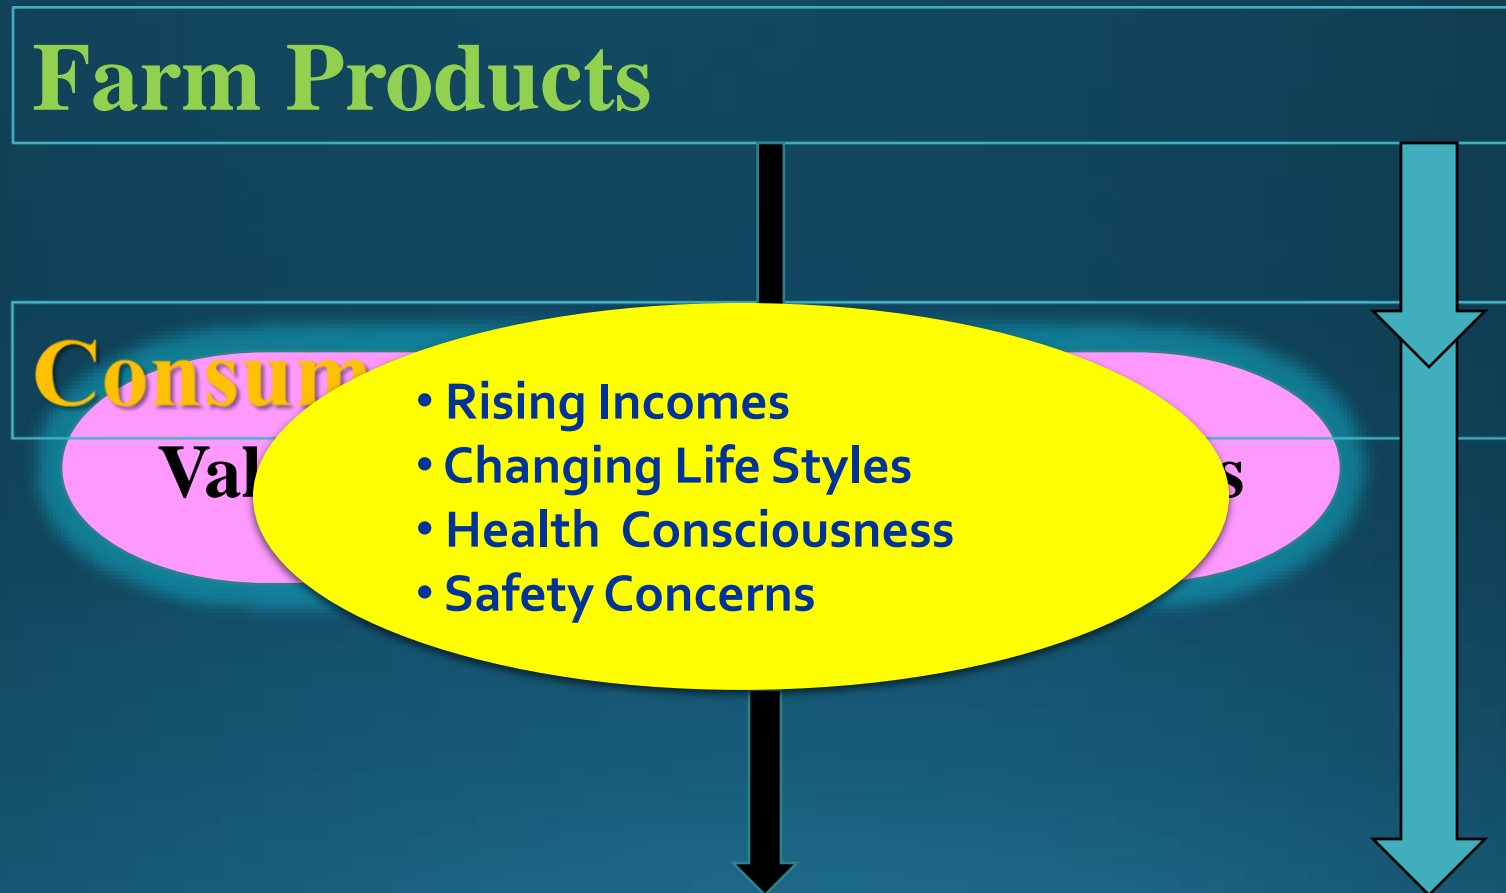 Farm Products
Consum
• Rising Incomes
• Changing Life Styles
Val s
• Health Consciousness
• Safety Concerns